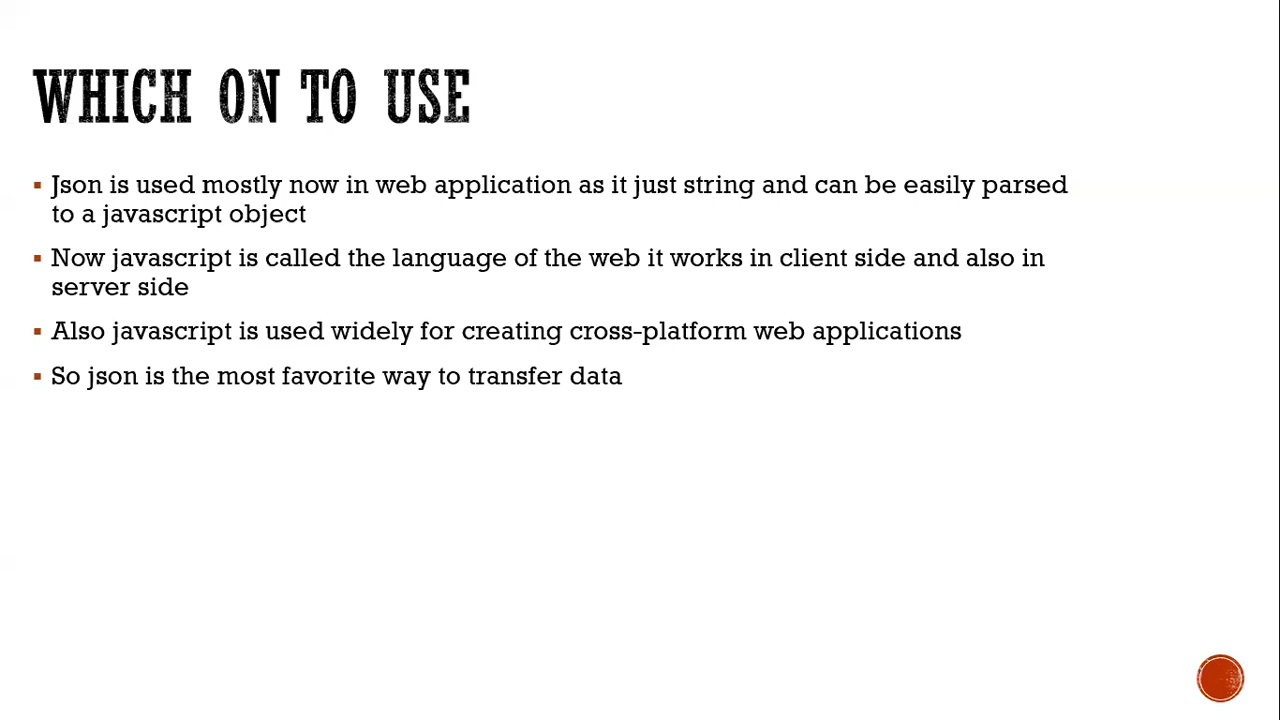 WHICH ON TO USE
▪ Json is used mostly now in web application as it just string and can be easily parsed
to a javascript object
▪ Now javascript is called the language of the web it works in client side and also in
server side
▪ Also javascript is used widely for creating cross-platform web applications
▪ So json is the most favorite way to transfer data